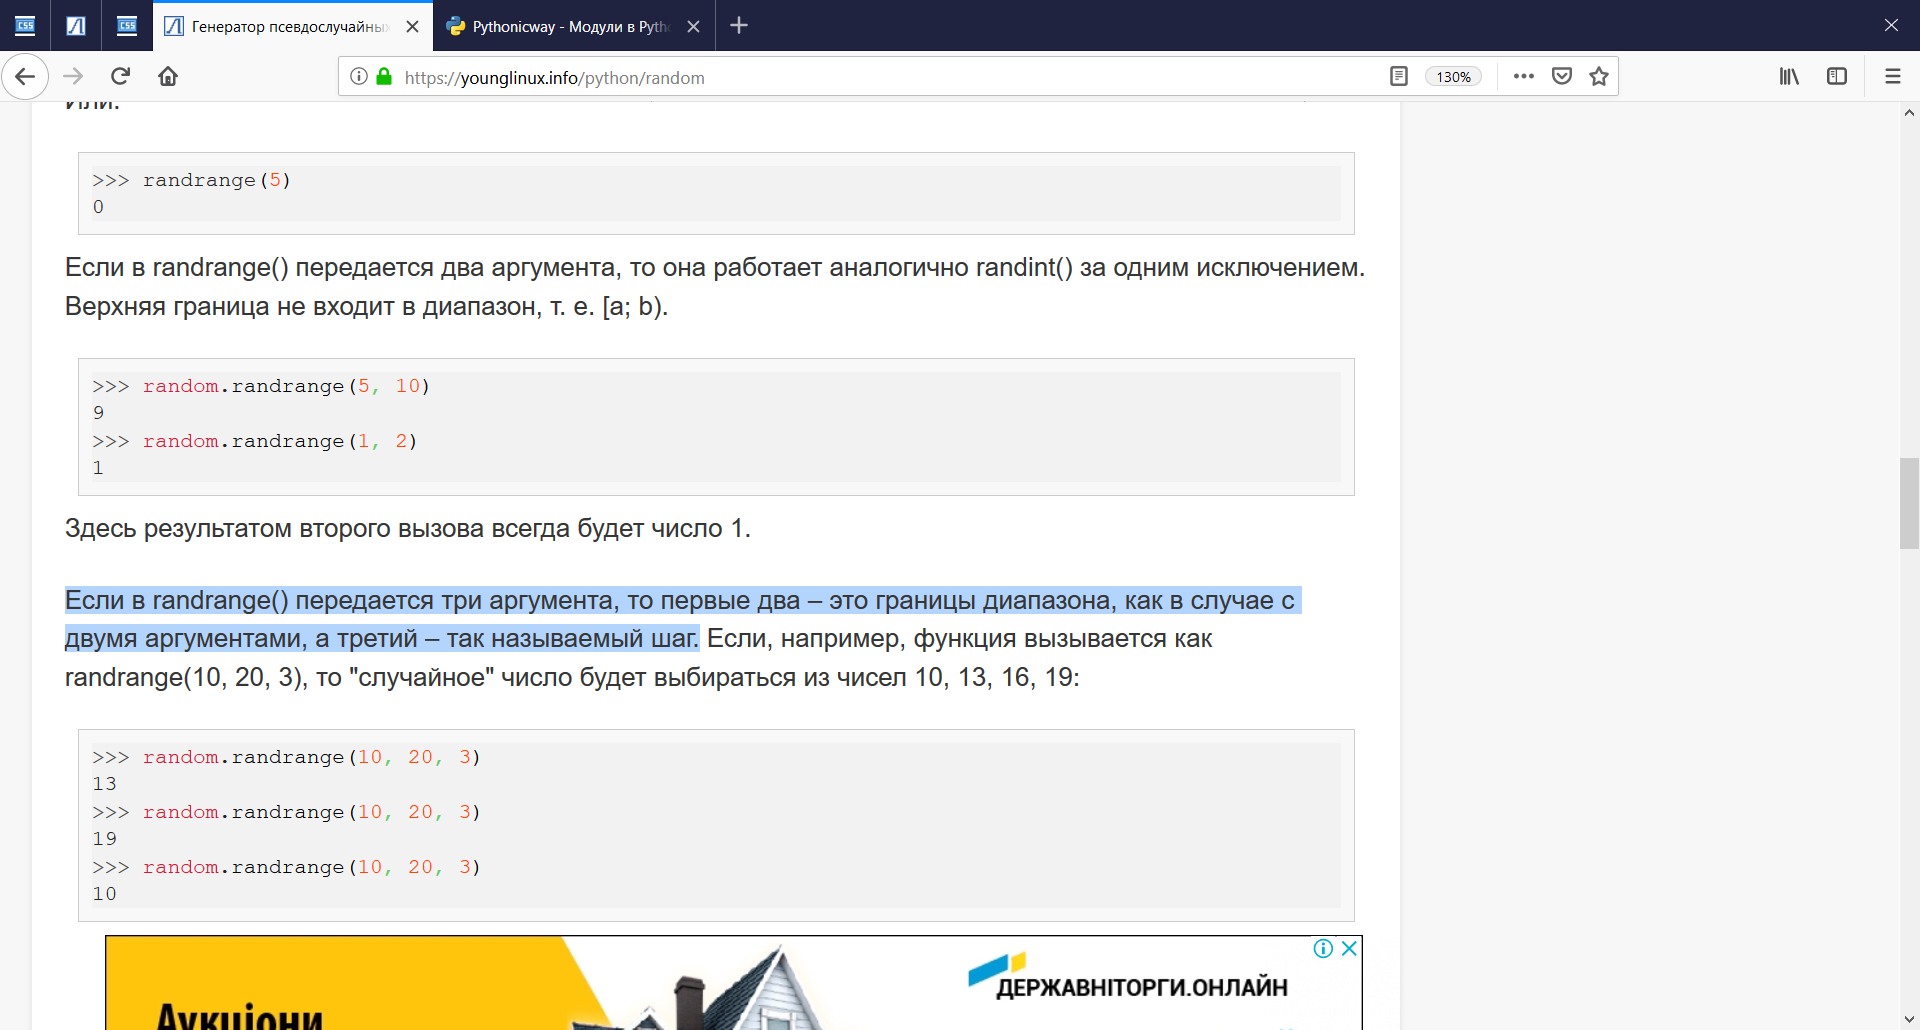 CSS
CSS
Генератор псевдослучайных
Pythonicway - Модули в Pyth
https://younglinux.info/python/random
130%
Или:
>>> randrange(5)
0
Если в randrange() передается два аргумента, то она работает аналогично randint() за одним исключением.
Верхняя граница не входит в диапазон, т. е. [a; b).
>>> random.randrange(5, 10)
9
>>> random.randrange(1, 2)
1
Здесь результатом второго вызова всегда будет число 1.
Если в randrange() передается три аргумента, то первые два – это границы диапазона, как в случае с
двумя аргументами, а третий – так называемый шаг. Если, например, функция вызывается как
randrange(10, 20, 3), то "случайное" число будет выбираться из чисел 10, 13, 16, 19:
>>> random.randrange(10, 20, 3)
13
>>> random.randrange(10, 20, 3)
19
>>> random.randrange(10, 20, 3)
10
ДЕРЖАВНІТОРГИ.ОНЛАЙН
Аукціони